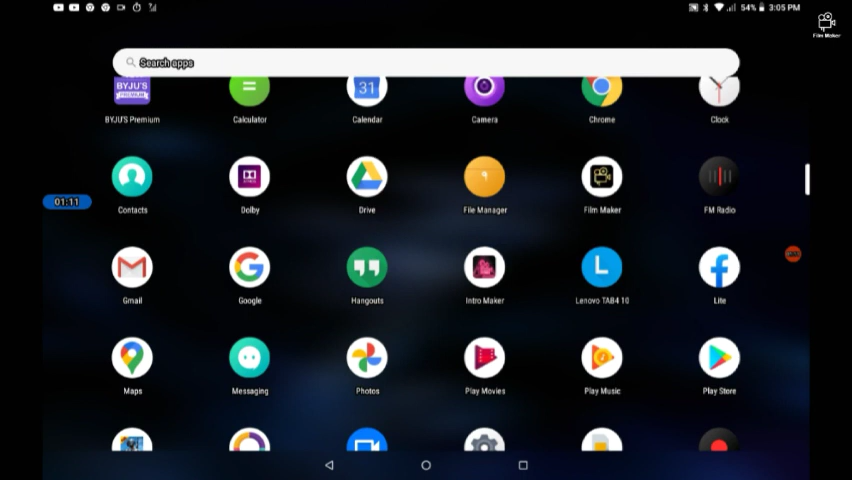 54% 3:05 PM
Film Maker
Search apps
BYJU'S
PREMIUM
31
BYJU'S Premium Calculator Calendar Camera Chrome Clock
01:11
Contacts Dolby Drive File Manager Film Maker FM Radio
L
Gmail Google Hangouts Intro Maker Lenovo TAB4 10 Lite
Maps Messaging Photos Play Movies Play Music Play Store